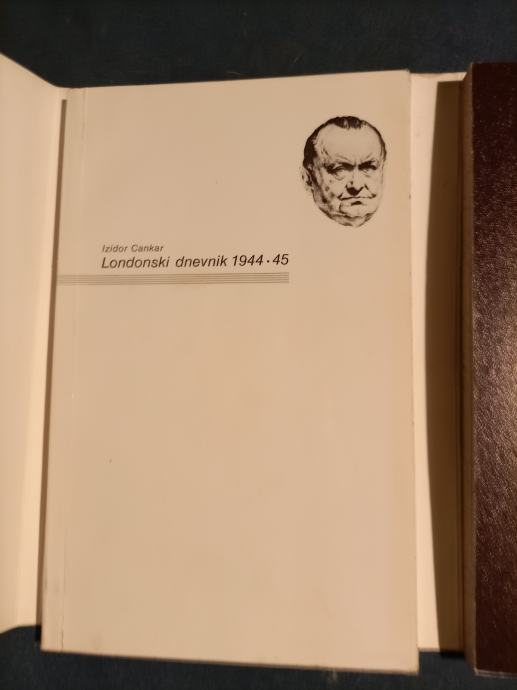 Izidor Cankar
Londonski dnevnik 1944 • 45